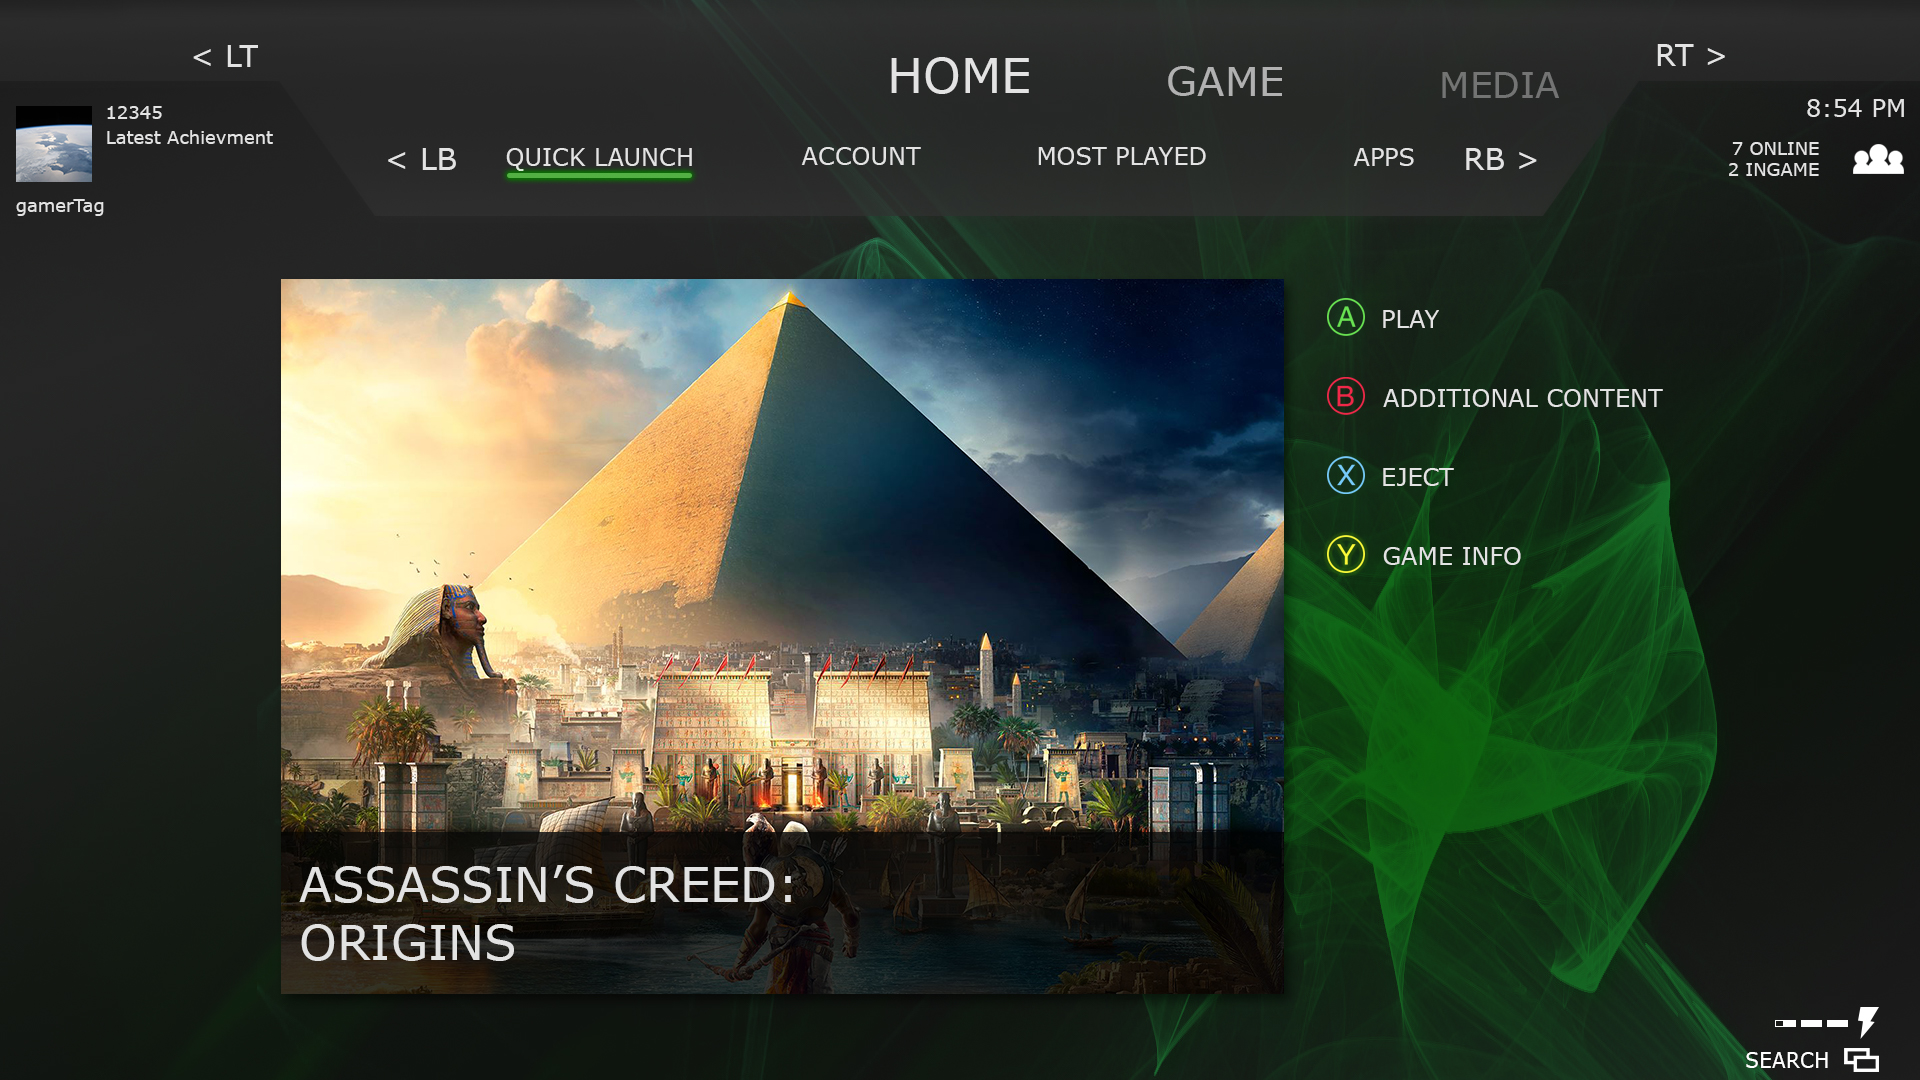 < LT
HOME
GAME
MEDIA
RT >
12345
Latest Achievment
gamerTag
< LB
QUICK LAUNCH
ACCOUNT
MOST PLAYED
APPS
RB >
8:54 PM
7 ONLINE
2 INGAME
A PLAY
B ADDITIONAL CONTENT
X EJECT
Y GAME INFO
ASSASSIN’S CREED:
ORIGINS
SEARCH